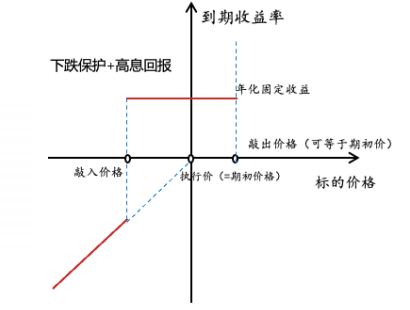 到期收益率
下跌保护+高息回报
年化固定收益
敲出价格（可等于期初价）
敲入价格
执行价（=期初价格）
标的价格